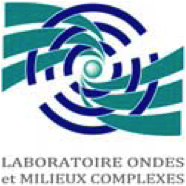 LABORATOIRE ONDES
et MILIEUX COMPLEXES